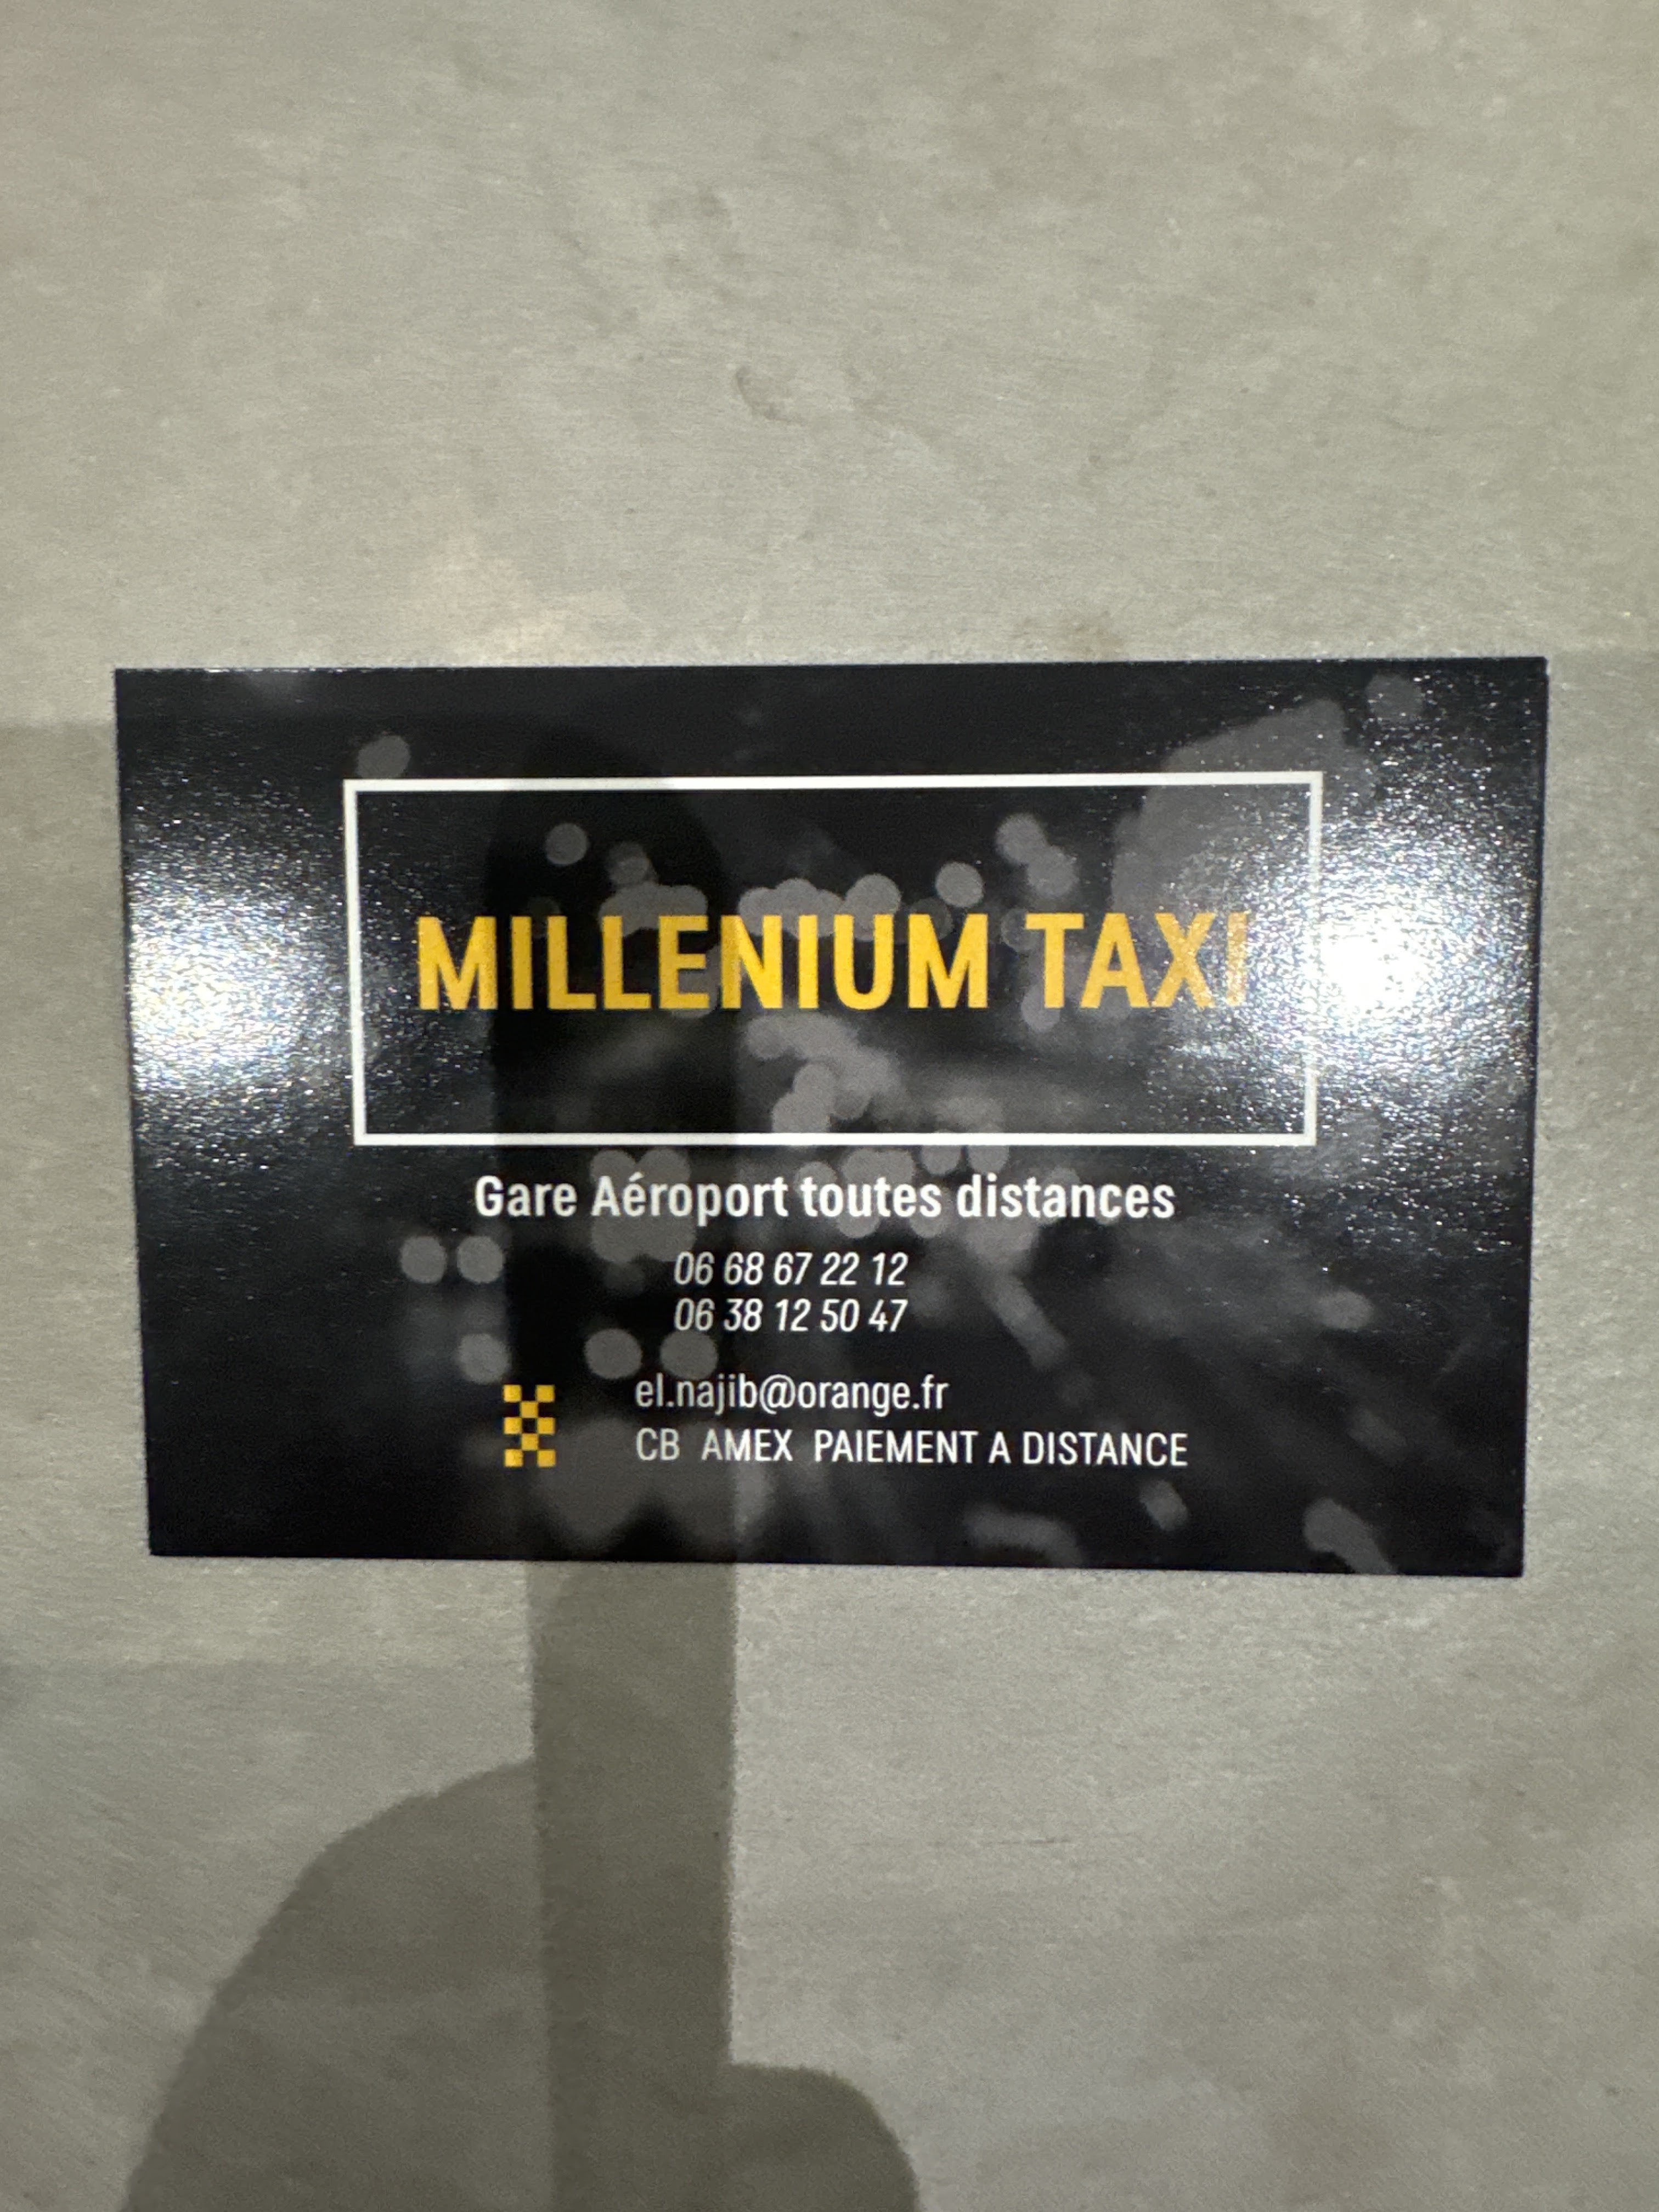 MILLENIUM TAXI
Gare Aéroport toutes distances
06 68 67 22 12
06 38 12 50 47
el.najib@orange.fr
CB AMEX PAIEMENT A DISTANCE